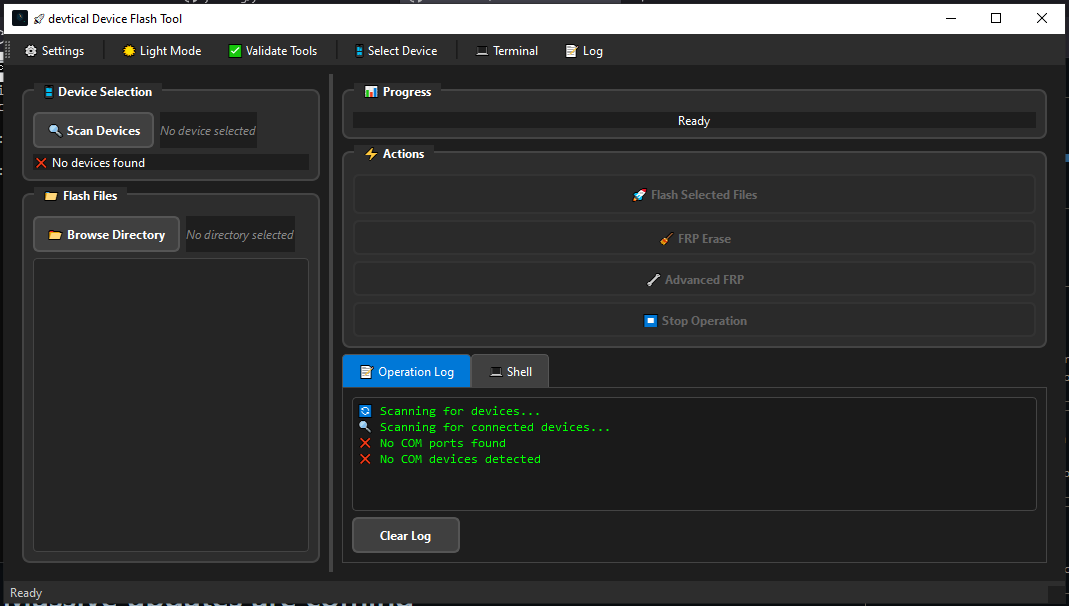 devtical Device Flash Tool
Settings Light Mode Validate Tools Select Device Terminal Log
Device Selection
Scan Devices No device selected
No devices found
Flash Files
Browse Directory No directory selected
Progress
Ready
Actions
Flash Selected Files
FRP Erase
Advanced FRP
Stop Operation
Operation Log Shell
Scanning for devices...
Scanning for connected devices...
No COM ports found
No COM devices detected
Clear Log
Ready